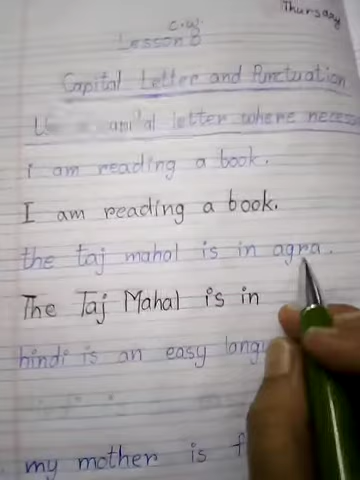 Thursday
C.W.
Lesson 8
Capital Letter and Punctuation
letter where
i am reading a book.
I am reading a book.
the taj mahal is in agra.
The Taj Mahal is in
hindi is an easy
my mother is